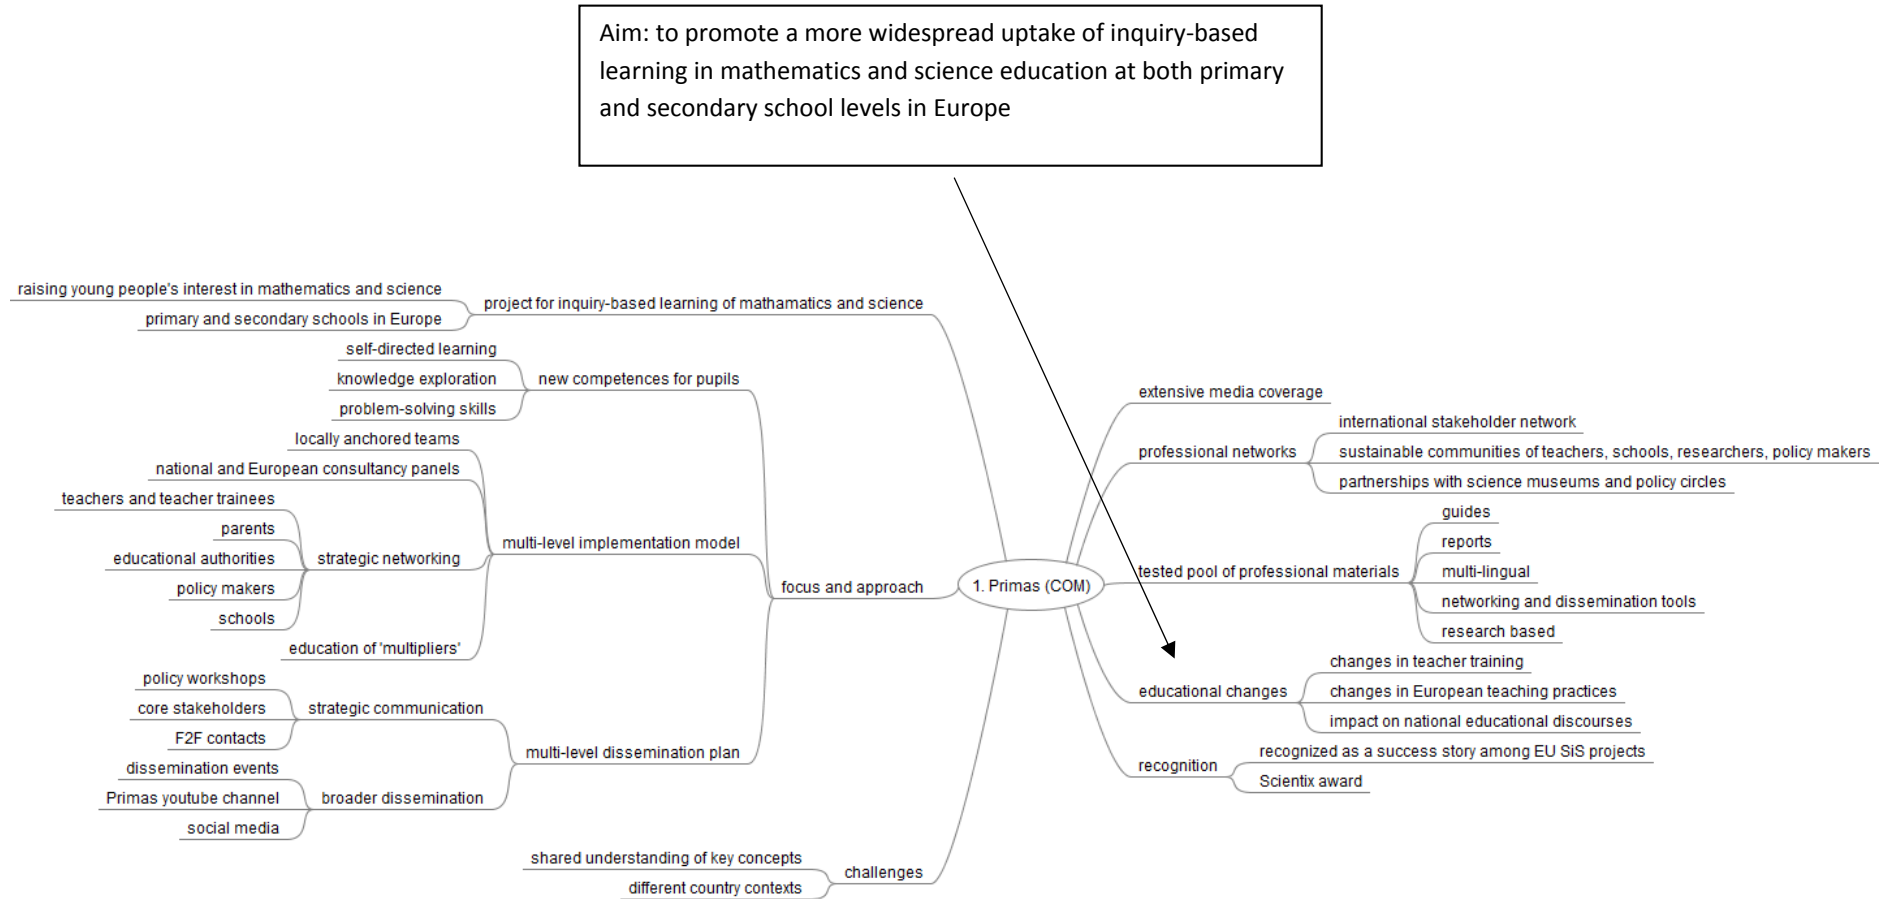 Aim: to promote a more widespread uptake of inquiry-based
learning in mathematics and science education at both primary
and secondary school levels in Europe
raising young people's interest in mathematics and science
primary and secondary schools in Europe
project for inquiry-based learning of mathamatics and science
self-directed learning
knowledge exploration
problem-solving skills
new competences for pupils
locally anchored teams
national and European consultancy panels
teachers and teacher trainees
parents
educational authorities
policy makers
schools
strategic networking
education of 'multipliers'
multi-level implementation model
policy workshops
core stakeholders
F2F contacts
strategic communication
dissemination events
Primas youtube channel
social media
broader dissemination
multi-level dissemination plan
focus and approach
shared understanding of key concepts
different country contexts
challenges
1. Primas (COM)
extensive media coverage
professional networks
international stakeholder network
sustainable communities of teachers, schools, researchers, policy makers
partnerships with science museums and policy circles
tested pool of professional materials
guides
reports
multi-lingual
networking and dissemination tools
research based
educational changes
changes in teacher training
changes in European teaching practices
impact on national educational discourses
recognition
recognized as a success story among EU SiS projects
Scientix award